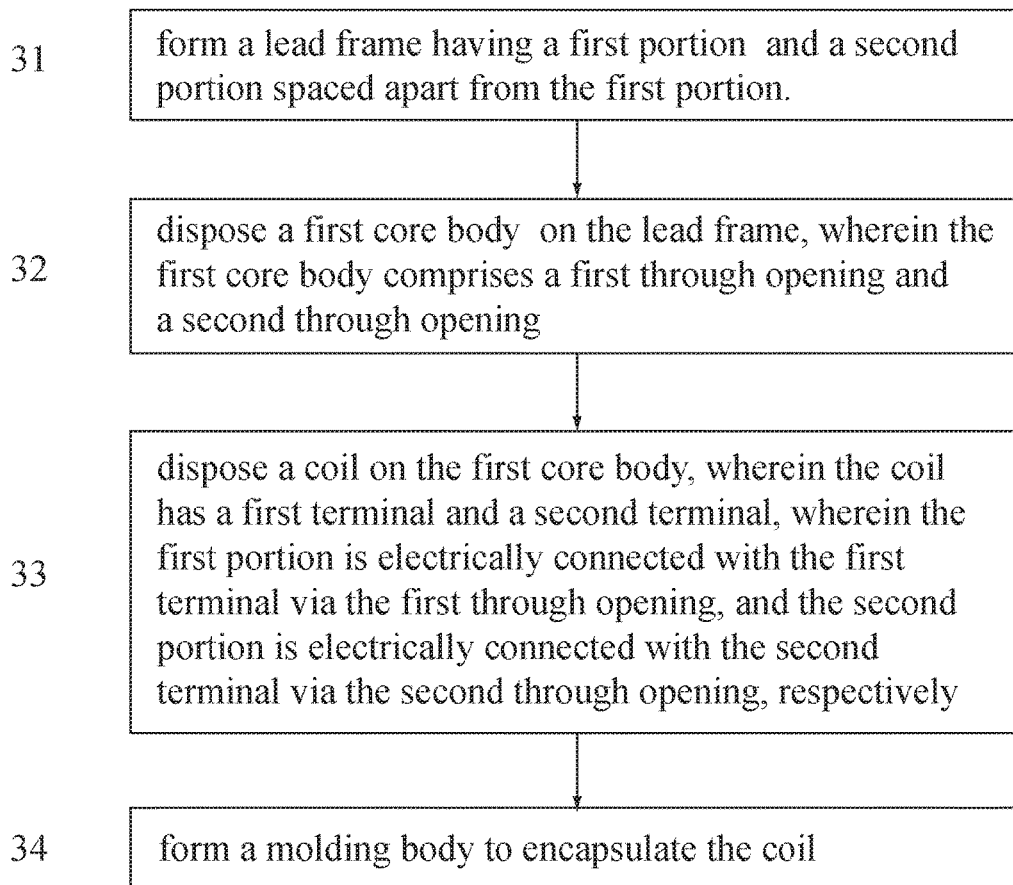 31
form a lead frame having a first portion and a second
portion spaced apart from the first portion.
32
dispose a first core body on the lead frame, wherein the
first core body comprises a first through opening and
a second through opening
33
dispose a coil on the first core body, wherein the coil
has a first terminal and a second terminal, wherein the
first portion is electrically connected with the first
terminal via the first through opening, and the second
portion is electrically connected with the second
terminal via the second through opening, respectively
34
form a molding body to encapsulate the coil